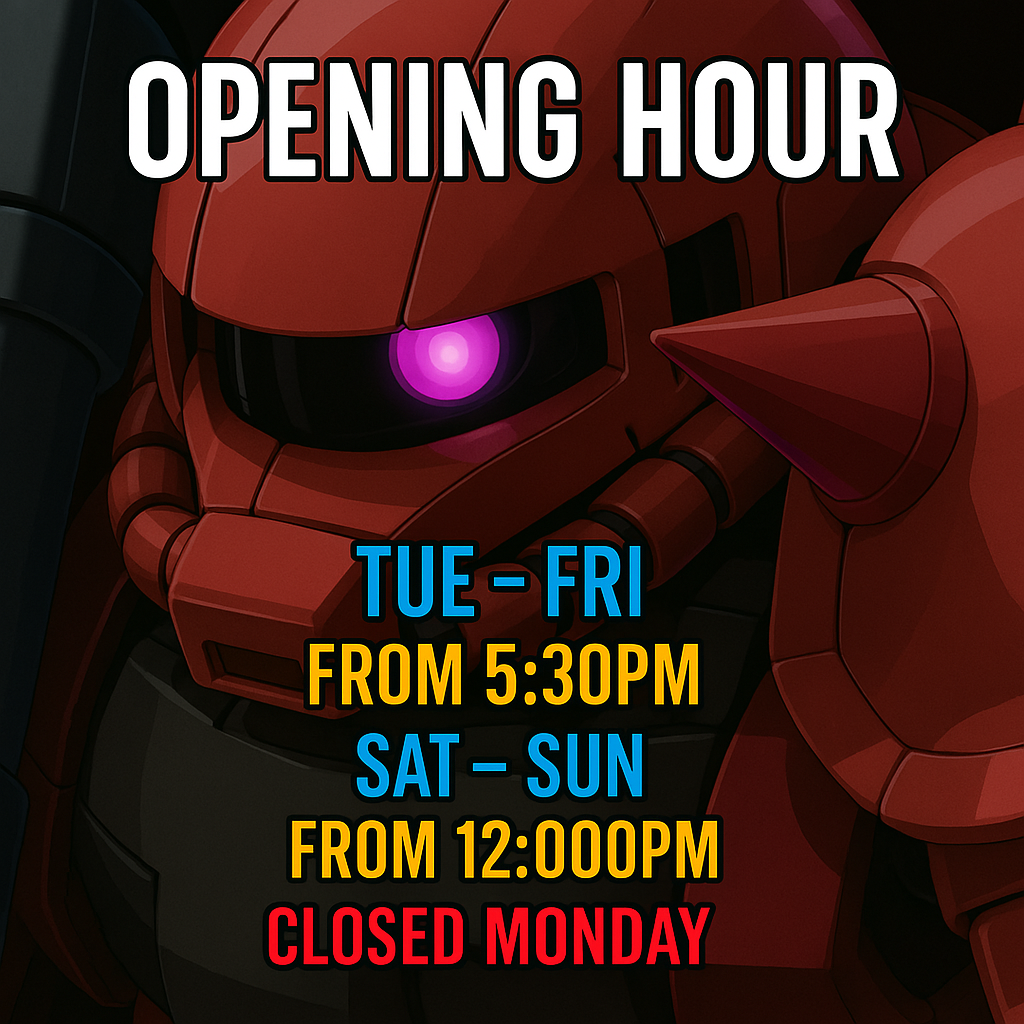 OPENING HOUR
TUE – FRI
FROM 5:30PM
SAT – SUN
FROM 12:000PM
CLOSED MONDAY